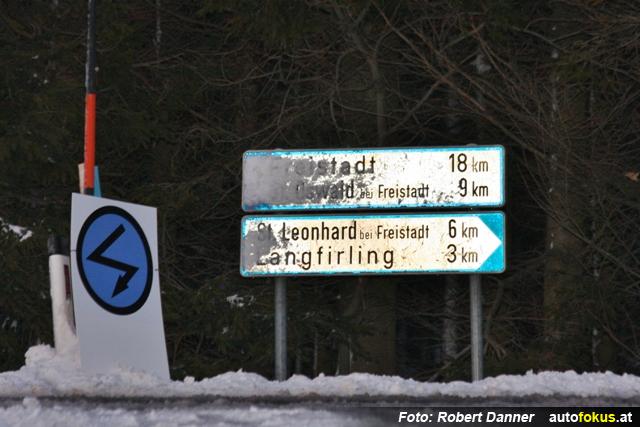 Freistadt 18 km
Oswald bei Freistadt 9 km
St. Leonhard bei Freistadt 6 km
Langfirling 3 km
Foto: Robert Danner autofokus.at